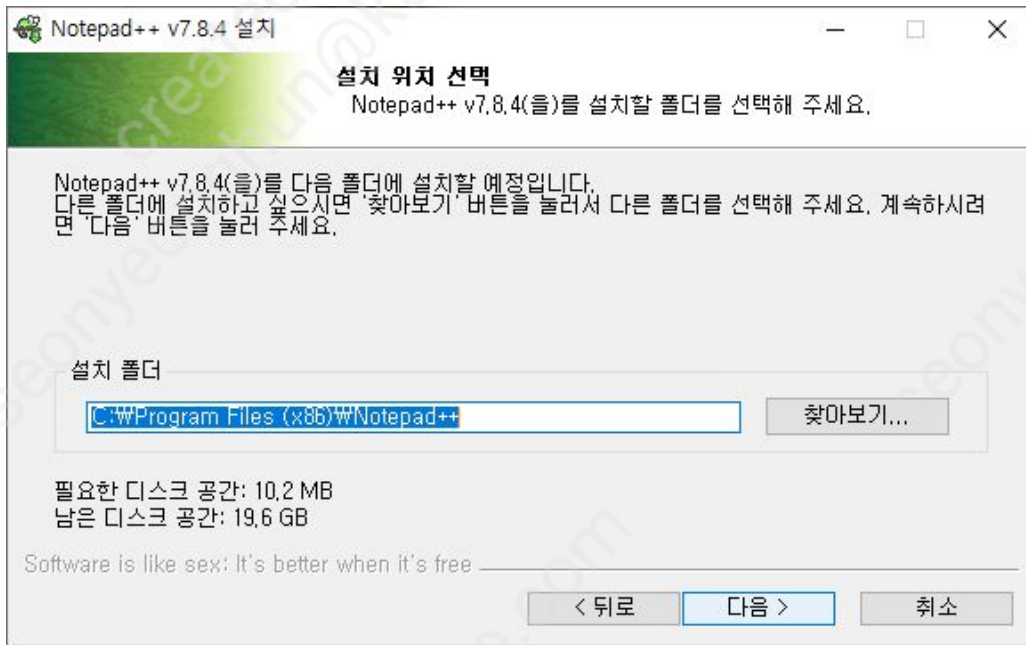 Notepad++ v7.8.4 설치
설치 위치 선택
Notepad++ v7.8.4(을)를 설치할 폴더를 선택해 주세요.
Notepad++ v7.8.4(을)를 다음 폴더에 설치할 예정입니다.
다른 폴더에 설치하고 싶으시면 '찾아보기' 버튼을 눌러서 다른 폴더를 선택해 주세요. 계속하시려
면 '다음' 버튼을 눌러 주세요.
설치 폴더
C:₩Program Files (x86)₩Notepad++
찾아보기...
필요한 디스크 공간: 10.2 MB
남은 디스크 공간: 19.6 GB
Software is like sex: It's better when it's free
< 뒤로
다음 >
취소